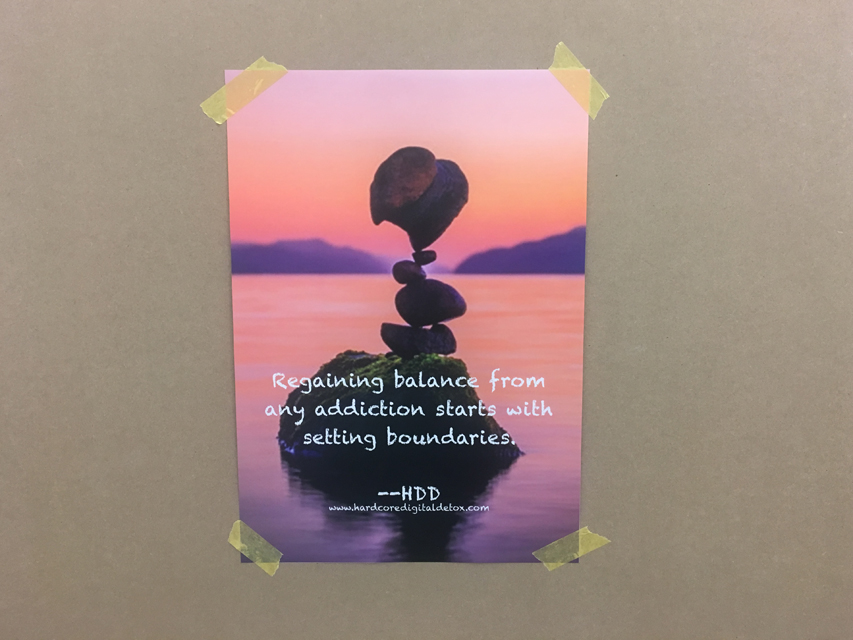 Regaining balance from
any addiction starts with
setting boundaries.
--HDD
www.hardcoredigitaldetox.com